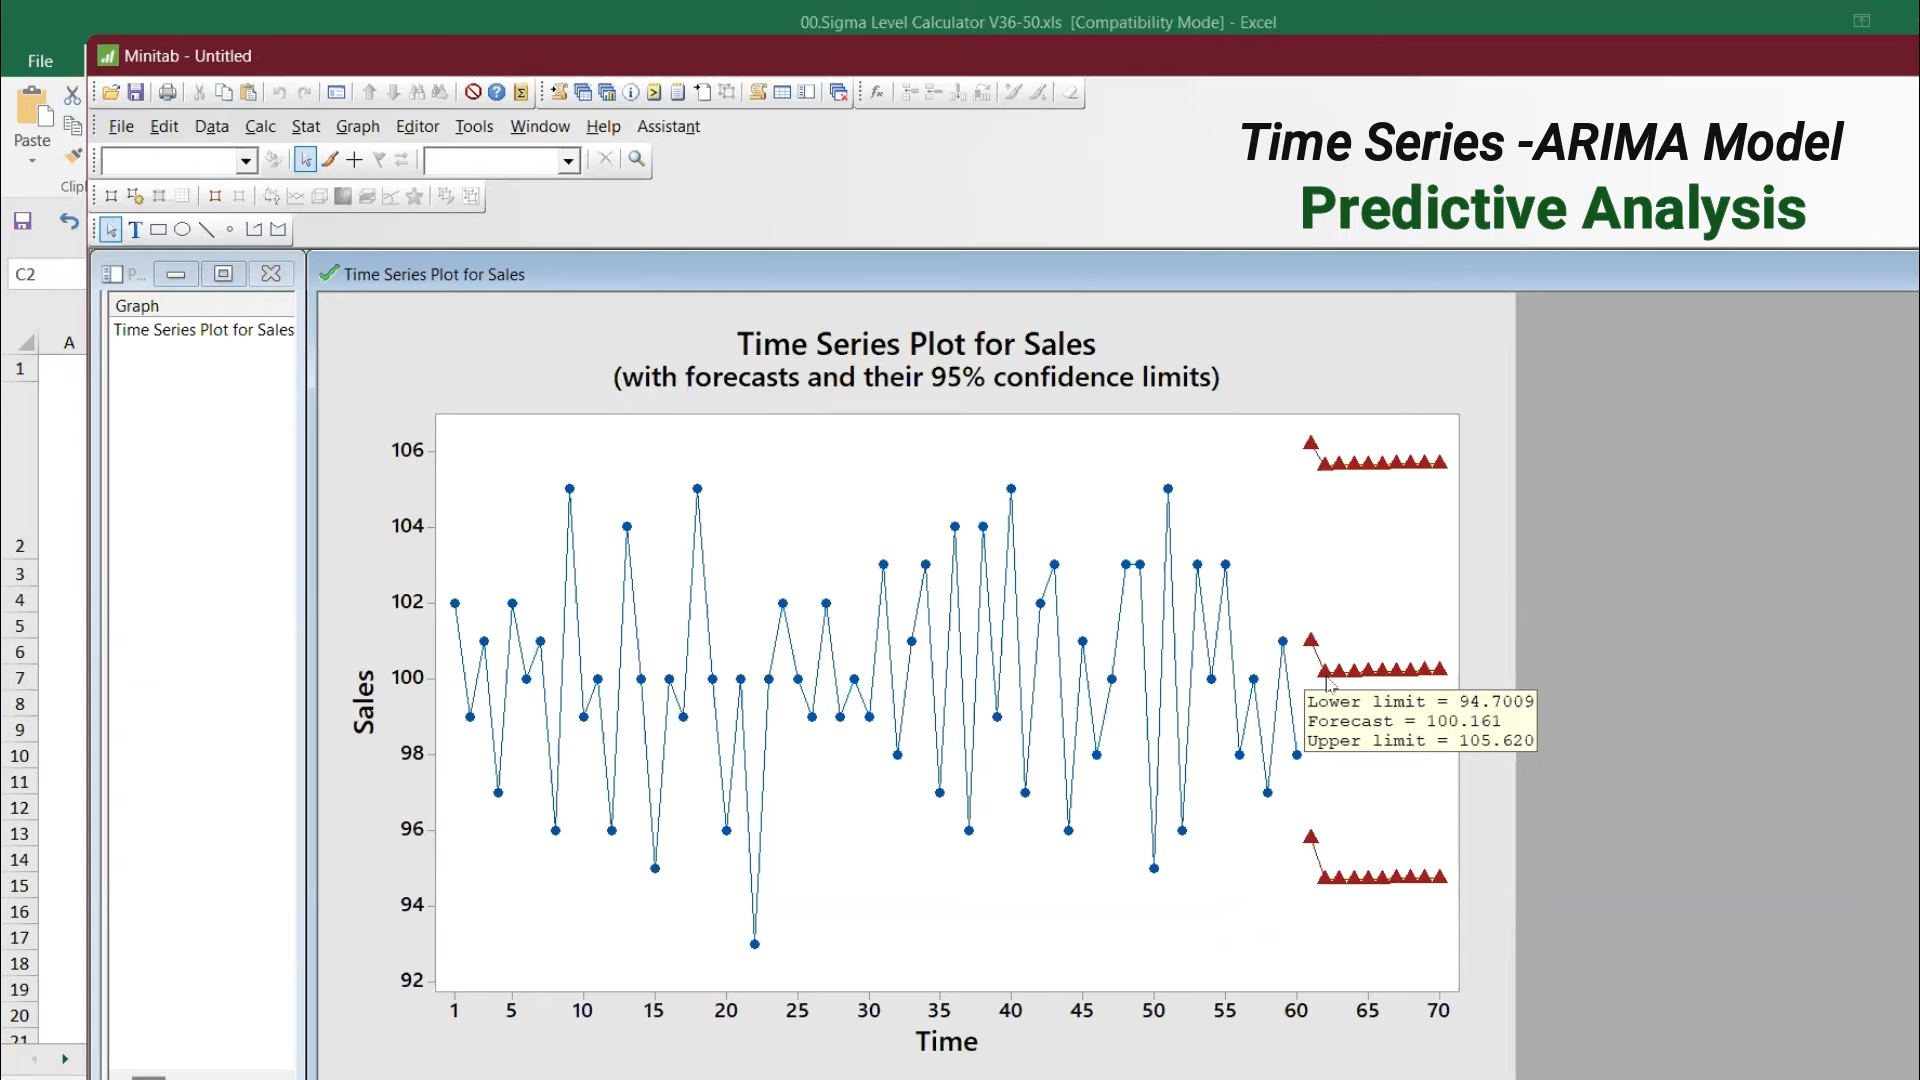 00.Sigma Level Calculator V36-50.xls [Compatibility Mode] - Excel
File
Minitab - Untitled
Paste
File Edit Data Calc Stat Graph Editor Tools Window Help Assistant
Clip
Time Series -ARIMA Model
Predictive Analysis
C2
P...
Time Series Plot for Sales
Graph
Time Series Plot for Sales
A
1
2
3
4
5
6
7
8
9
10
11
12
13
14
15
16
17
18
19
20
21
Time Series Plot for Sales
(with forecasts and their 95% confidence limits)
106
104
102
100
98
96
94
92
Sales
Lower limit = 94.7009
Forecast = 100.161
Upper limit = 105.620
1 5 10 15 20 25 30 35 40 45 50 55 60 65 70
Time